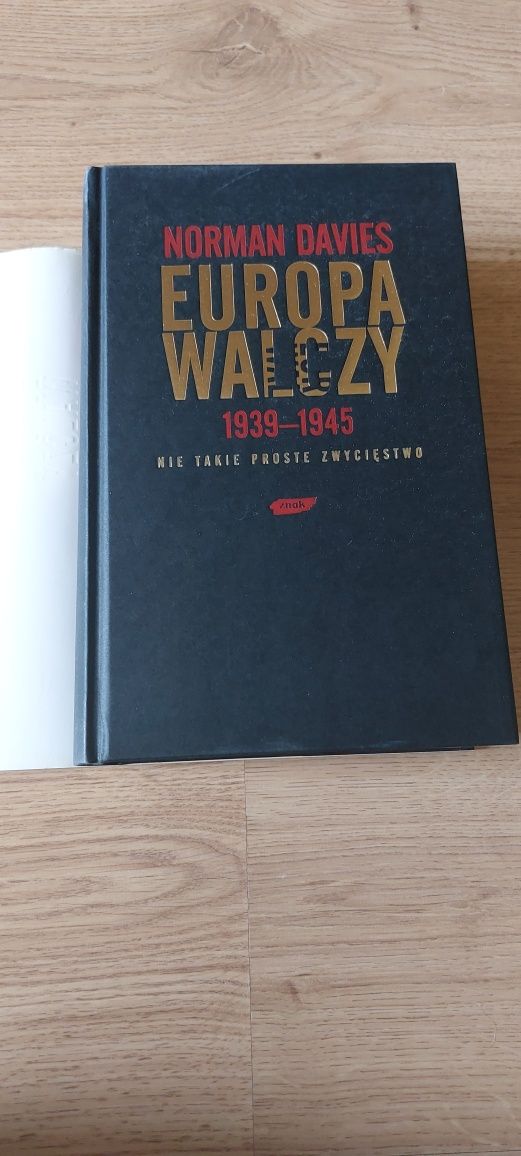 NORMAN DAVIES
EUROPA
WALCZY
1939–1945
NIE TAKIE PROSTE ZWYCIĘSTWO
znak